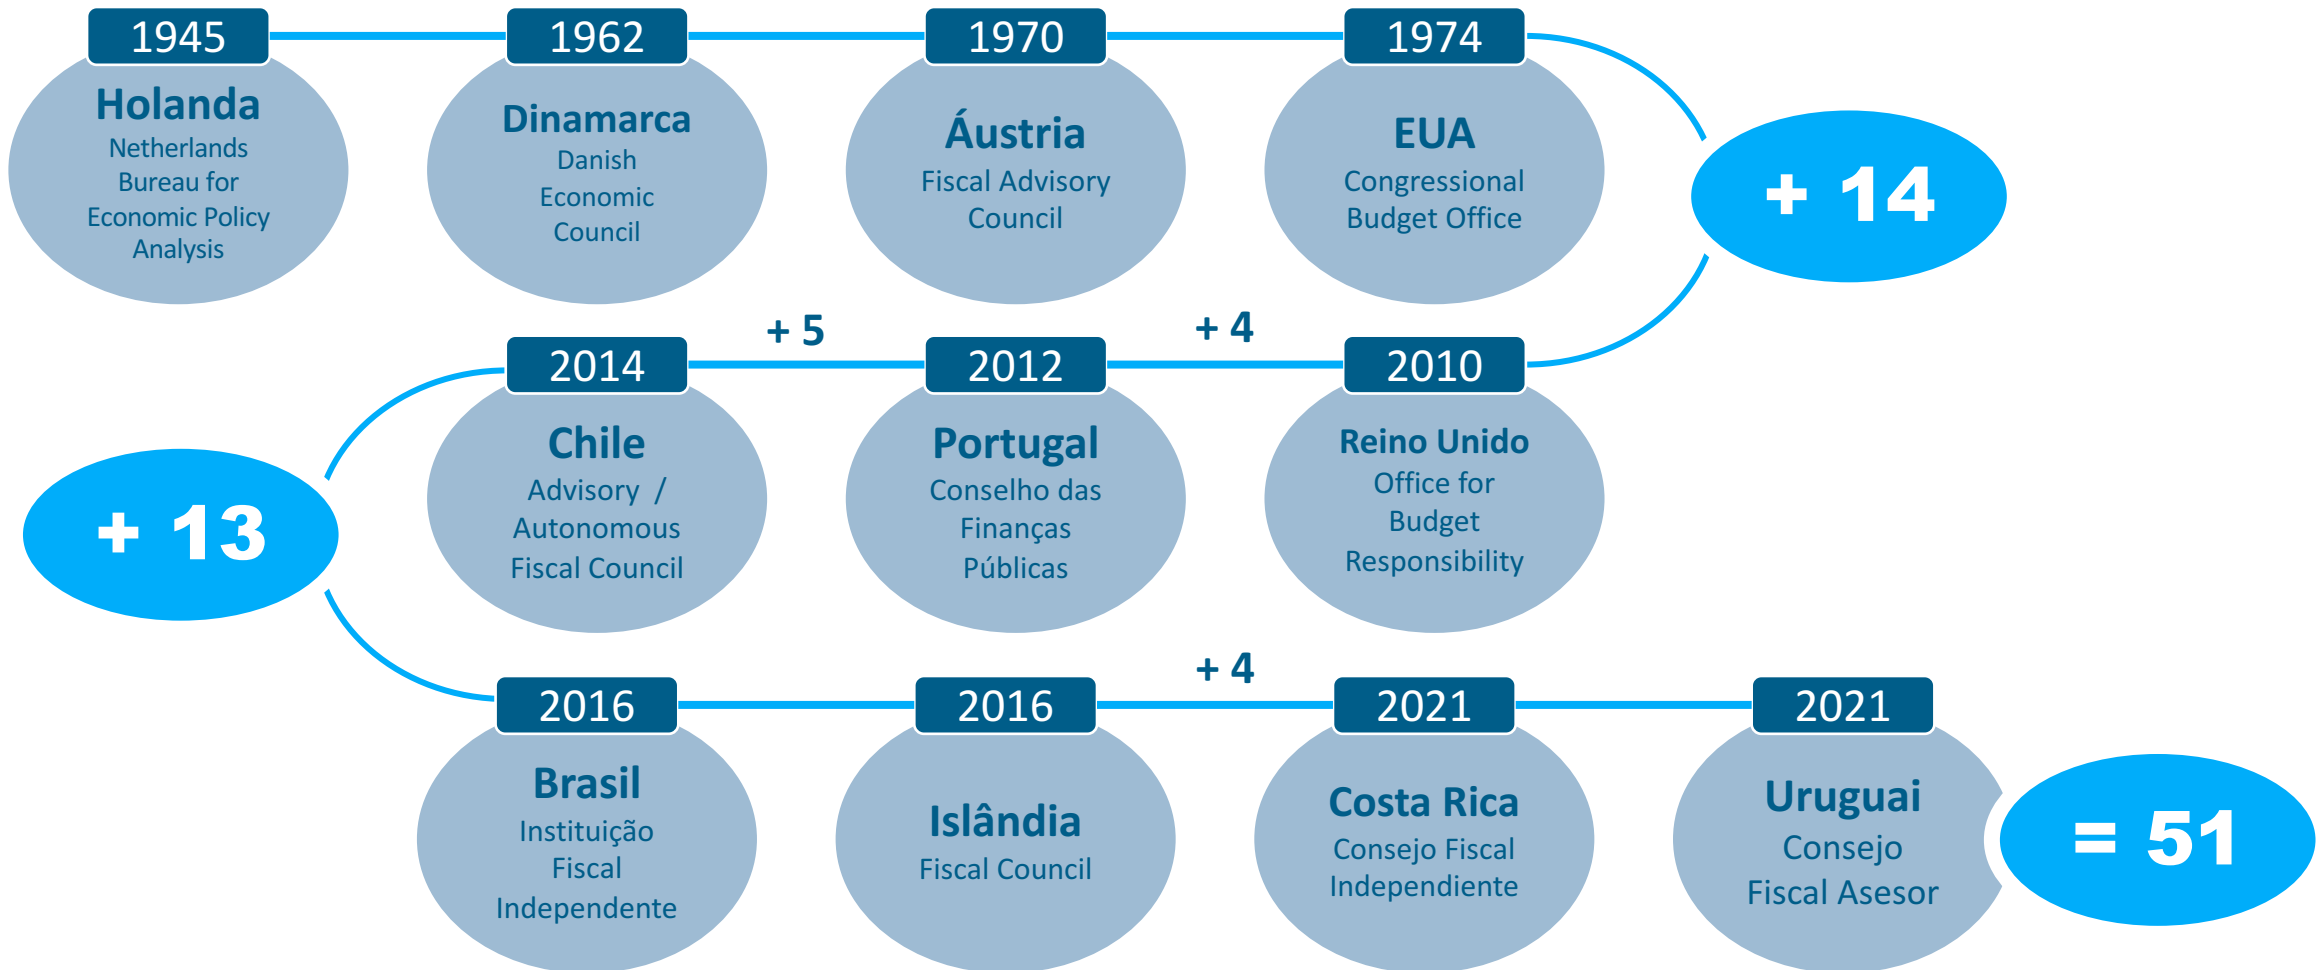 1945
Holanda
Netherlands
Bureau for
Economic Policy
Analysis
1962
Dinamarca
Danish
Economic
Council
1970
Áustria
Fiscal Advisory
Council
1974
EUA
Congressional
Budget Office
+ 14
2010
Reino Unido
Office for
Budget
Responsibility
+ 4
2012
Portugal
Conselho das
Finanças
Públicas
+ 5
2014
Chile
Advisory /
Autonomous
Fiscal Council
+ 13
2016
Brasil
Instituição
Fiscal
Independente
2016
Islândia
Fiscal Council
+ 4
2021
Costa Rica
Consejo Fiscal
Independiente
2021
Uruguai
Consejo
Fiscal Asesor
= 51